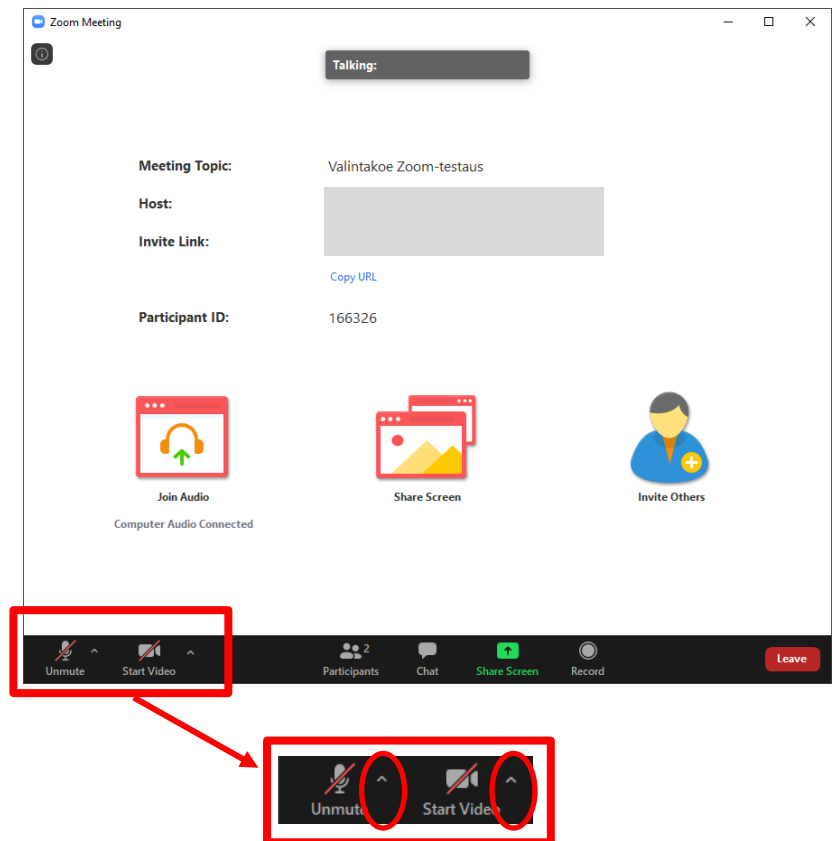 Zoom Meeting
Talking:
Meeting Topic: Valintakoe Zoom-testaus
Host:
Invite Link:
Copy URL
Participant ID: 166326
Join Audio Share Screen Invite Others
Computer Audio Connected
Unmute Start Video Participants 2 Chat Share Screen Record Leave
Unmute Start Video